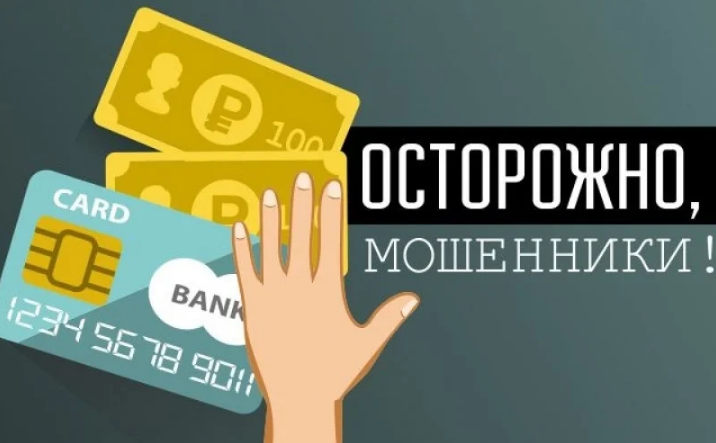 100
ОСТОРОЖНО,
МОШЕННИКИ!
CARD
BANK
1234 5678 9011